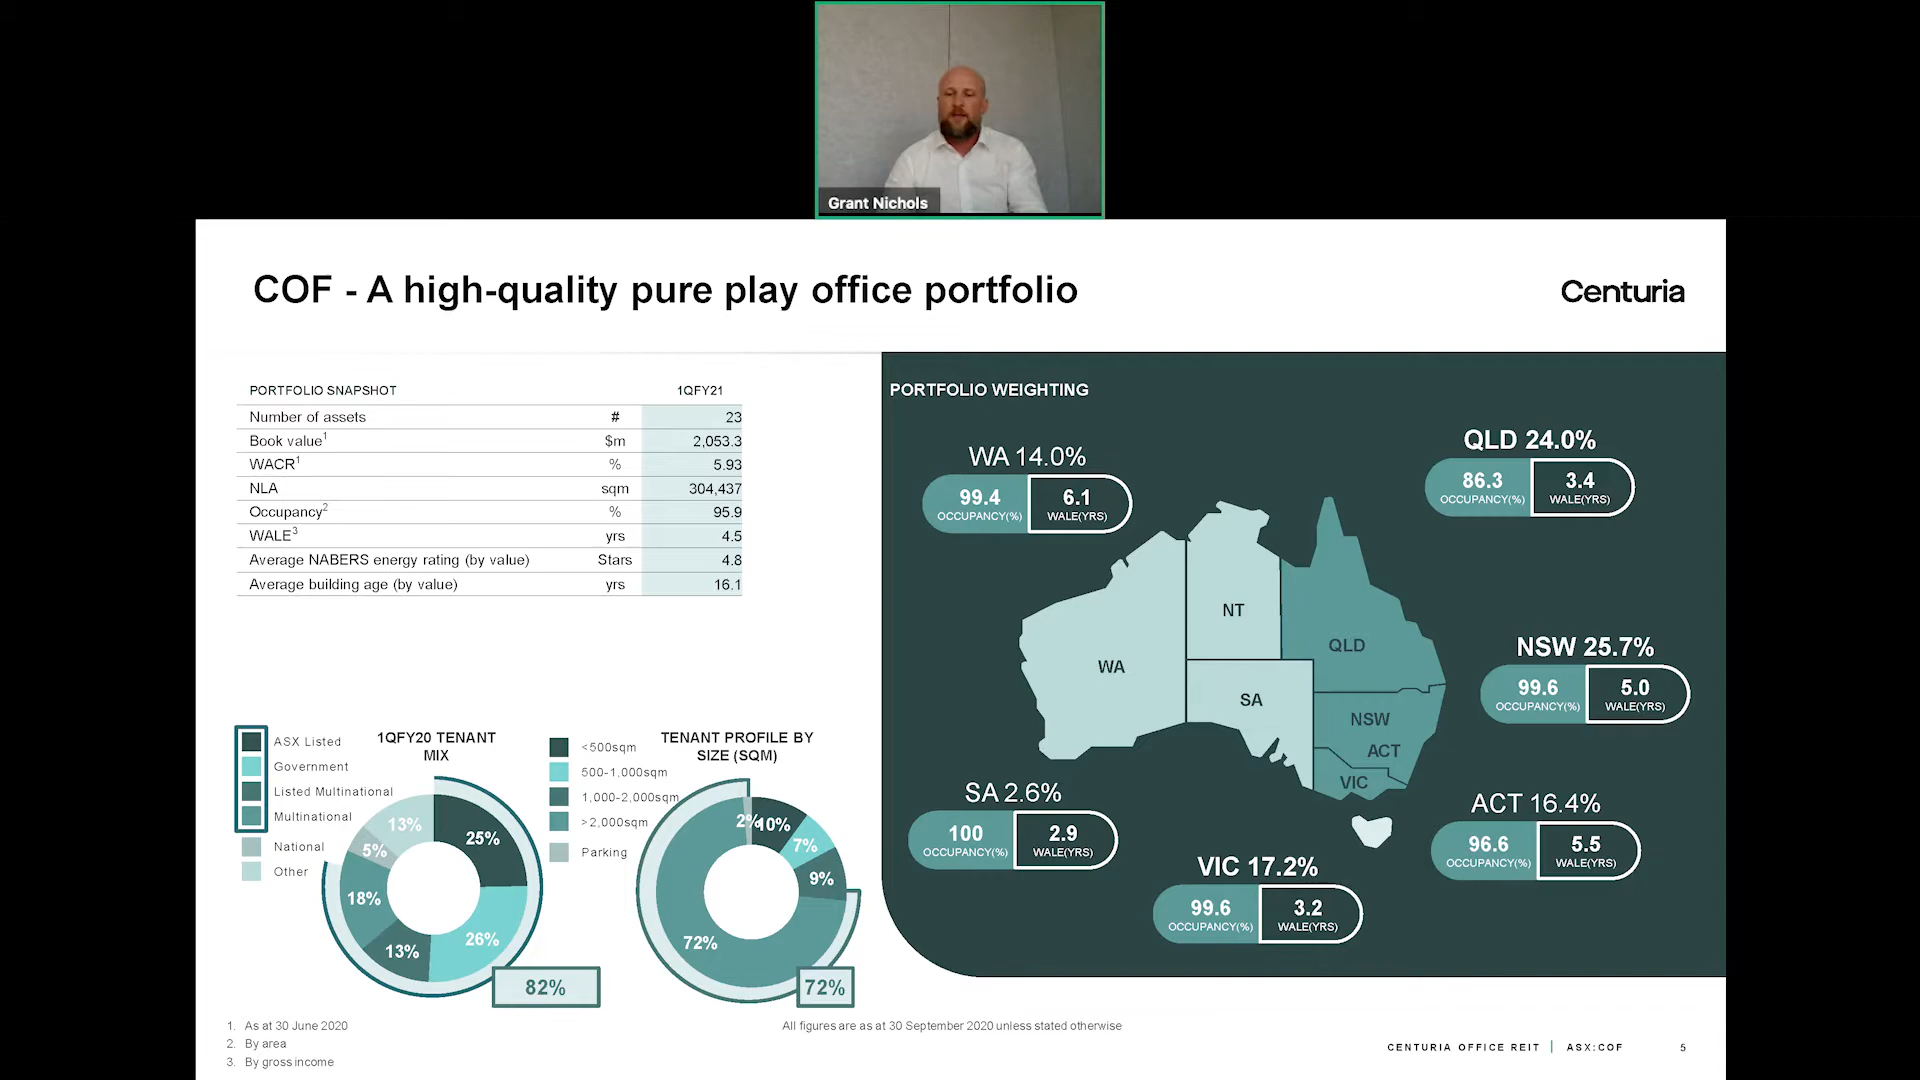 Grant Nichols
COF - A high-quality pure play office portfolio
Centuria
PORTFOLIO SNAPSHOT 1QFY21
Number of assets # 23
Book value1 $m 2,053.3
WACR1 % 5.93
NLA sqm 304,437
Occupancy2 % 95.9
WALE3 yrs 4.5
Average NABERS energy rating (by value) Stars 4.8
Average building age (by value) yrs 16.1
ASX Listed
Government
Listed Multinational
Multinational
National
Other
1QFY20 TENANT
MIX
25%
26%
13%
18%
5%
13%
82%
<500sqm
500-1,000sqm
1,000-2,000sqm
>2,000sqm
Parking
TENANT PROFILE BY
SIZE (SQM)
2%
10%
7%
9%
72%
72%
PORTFOLIO WEIGHTING
WA 14.0%
99.4 6.1
OCCUPANCY(%) WALE(YRS)
QLD 24.0%
86.3 3.4
OCCUPANCY(%) WALE(YRS)
NSW 25.7%
99.6 5.0
OCCUPANCY(%) WALE(YRS)
WA
NT
SA
QLD
NSW
ACT
VIC
SA 2.6%
100 2.9
OCCUPANCY(%) WALE(YRS)
VIC 17.2%
99.6 3.2
OCCUPANCY(%) WALE(YRS)
ACT 16.4%
96.6 5.5
OCCUPANCY(%) WALE(YRS)
1. As at 30 June 2020
2. By area
3. By gross income
All figures are as at 30 September 2020 unless stated otherwise
CENTURIA OFFICE REIT | ASX:COF 5